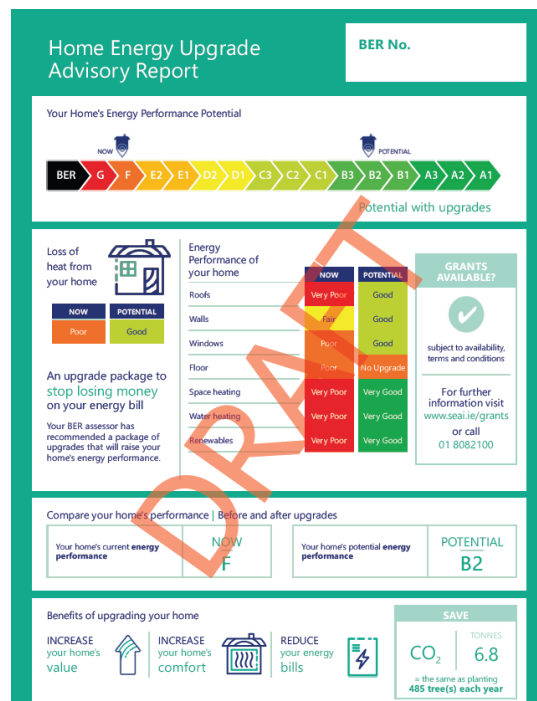 Home Energy Upgrade
Advisory Report
BER No.
Your Home's Energy Performance Potential
NOW
POTENTIAL
BER G F E2 E1 D2 D1 C3 C2 C1 B3 B2 B1 A3 A2 A1
Potential with upgrades
Loss of
heat from
your home
NOW POTENTIAL
Poor Good
An upgrade package to
stop losing money
on your energy bill
Your BER assessor has
recommended a package of
upgrades that will raise your
home's energy performance.
Energy
Performance of
your home
NOW POTENTIAL
Roofs Very Poor Good
Walls Fair Good
Windows Poor Good
Floor Poor No Upgrade
Space heating Very Poor Very Good
Water heating Very Poor Very Good
Renewables Very Poor Very Good
GRANTS
AVAILABLE?
subject to availability,
terms and conditions
For further
information visit
www.seai.ie/grants
or call
01 8082100
DRAFT
Compare your home's performance | Before and after upgrades
Your home's current energy
performance
NOW
F
Your home's potential energy
performance
POTENTIAL
B2
Benefits of upgrading your home
INCREASE
your home's
value
INCREASE
your home's
comfort
REDUCE
your energy
bills
SAVE
CO2
TONNES
6.8
= the same as planting
485 tree(s) each year